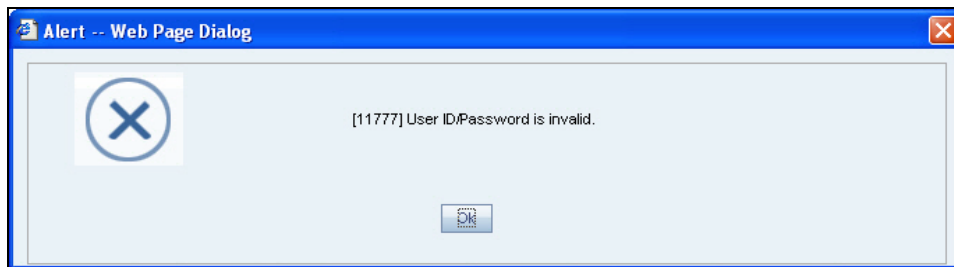 Alert -- Web Page Dialog
[11777] User ID/Password is invalid.
Ok